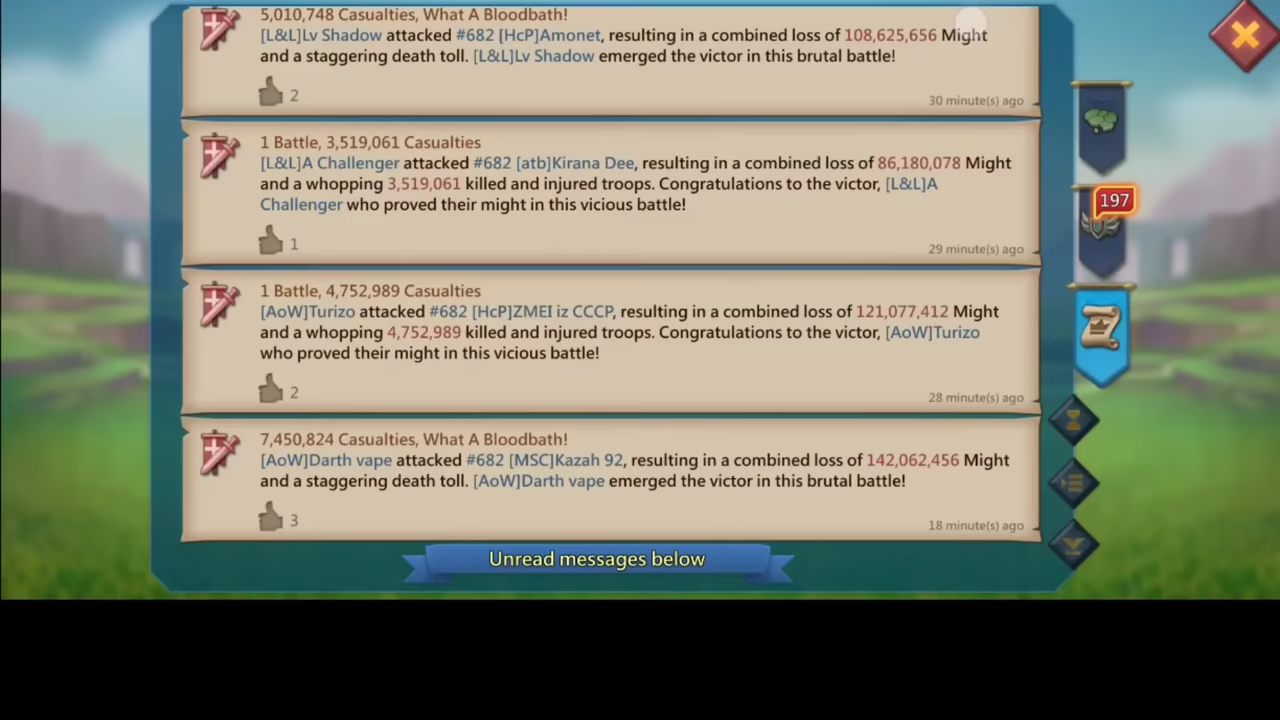 5,010,748 Casualties, What A Bloodbath!
[L&L]Lv Shadow attacked #682 [HcP]Amonet, resulting in a combined loss of 108,625,656 Might
and a staggering death toll. [L&L]Lv Shadow emerged the victor in this brutal battle!
2
30 minute(s) ago
1 Battle, 3,519,061 Casualties
[L&L]A Challenger attacked #682 [atb]Kirana Dee, resulting in a combined loss of 86,180,078 Might
and a whopping 3,519,061 killed and injured troops. Congratulations to the victor, [L&L]A
Challenger who proved their might in this vicious battle!
1
29 minute(s) ago
197
1 Battle, 4,752,989 Casualties
[AoW]Turizo attacked #682 [HcP]ZMEI iz CCCP, resulting in a combined loss of 121,077,412 Might
and a whopping 4,752,989 killed and injured troops. Congratulations to the victor, [AoW]Turizo
who proved their might in this vicious battle!
2
28 minute(s) ago
7,450,824 Casualties, What A Bloodbath!
[AoW]Darth vape attacked #682 [MSC]Kazah 92, resulting in a combined loss of 142,062,456 Might
and a staggering death toll. [AoW]Darth vape emerged the victor in this brutal battle!
3
18 minute(s) ago
Unread messages below